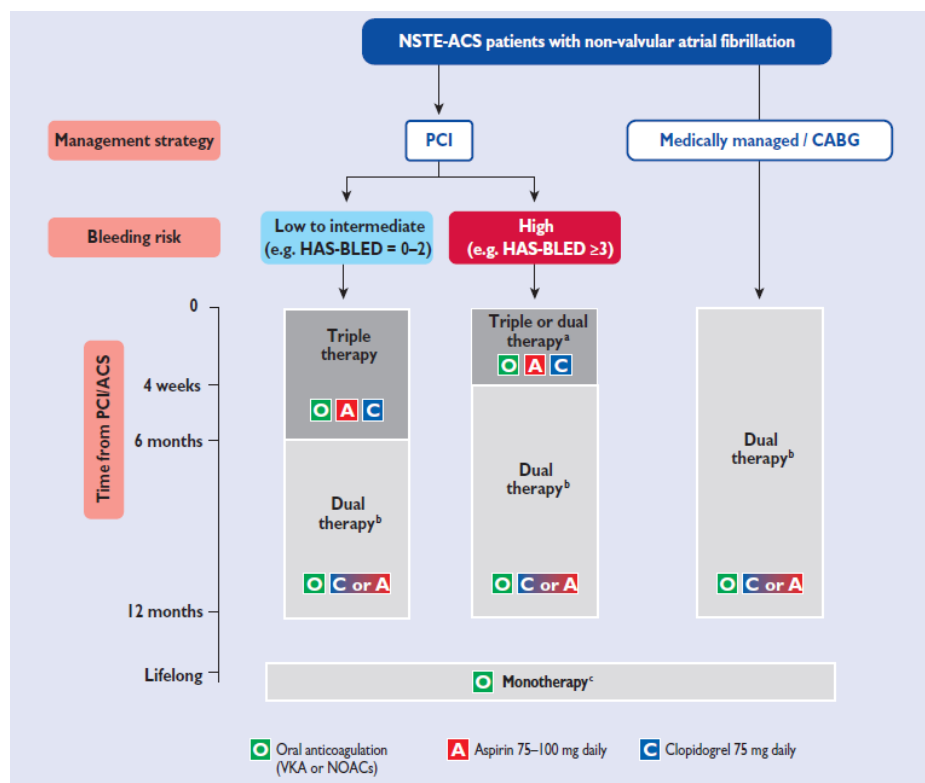 NSTE-ACS patients with non-valvular atrial fibrillation
Management strategy
PCI
Medically managed / CABG
Bleeding risk
Low to intermediate
(e.g. HAS-BLED = 0–2)
High
(e.g. HAS-BLED ≥3)
Time from PCI/ACS
0
4 weeks
6 months
12 months
Lifelong
Triple
therapy
O A C
Dual
therapyᵇ
O C or A
Triple or dual
therapyᵃ
O A C
Dual
therapyᵇ
O C or A
Dual
therapyᵇ
O C or A
O Monotherapyᶜ
O Oral anticoagulation
(VKA or NOACs)
A Aspirin 75–100 mg daily
C Clopidogrel 75 mg daily